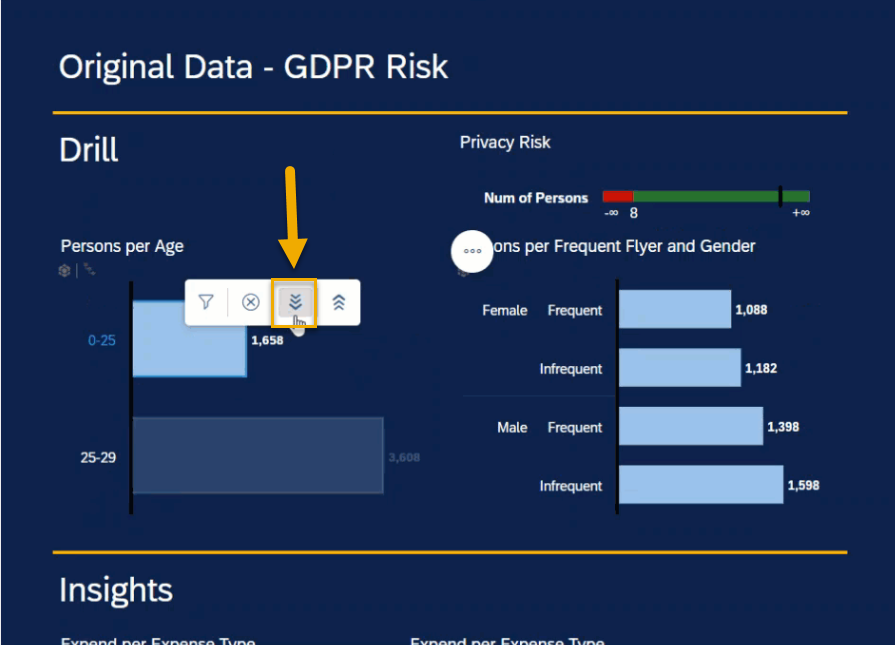 Original Data - GDPR Risk
Drill
Privacy Risk
Num of Persons
-∞ 8 +∞
Persons per Age
ons per Frequent Flyer and Gender
0-25 1,658
25-29 3,608
Female Frequent 1,088
Infrequent 1,182
Male Frequent 1,398
Infrequent 1,598
Insights
Expend per Expense Type
Expend per Expense Type